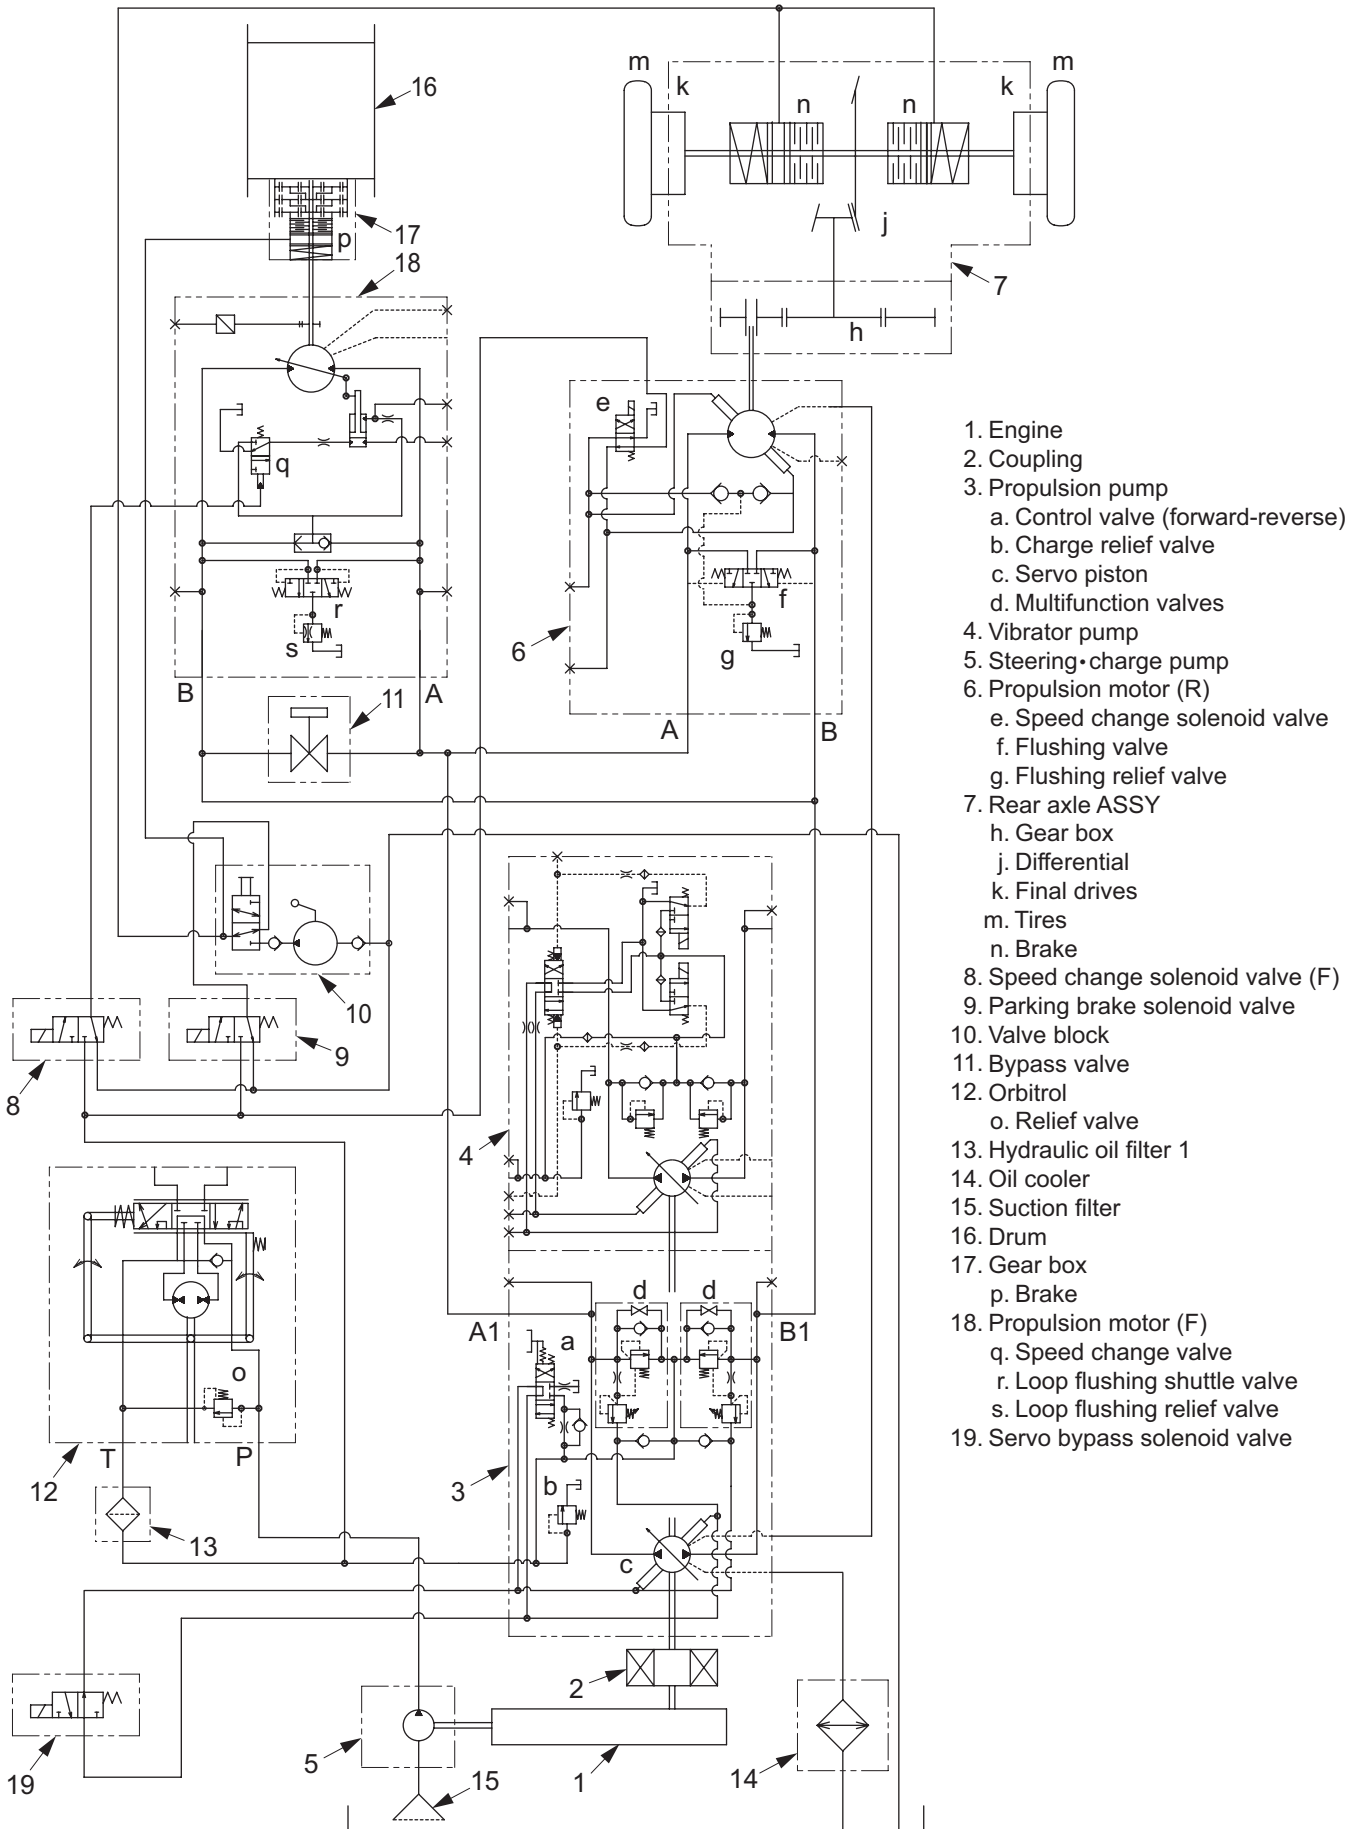 m
k
n
n
k
m
16
j
17
p
18
7
h
e
q
r
f
s
6
g
B
A
11
A
B
10
9
8
4
d
d
A1
a
B1
o
T
P
12
3
b
13
c
2
5
1
14
19
15
1. Engine
2. Coupling
3. Propulsion pump
a. Control valve (forward-reverse)
b. Charge relief valve
c. Servo piston
d. Multifunction valves
4. Vibrator pump
5. Steering•charge pump
6. Propulsion motor (R)
e. Speed change solenoid valve
f. Flushing valve
g. Flushing relief valve
7. Rear axle ASSY
h. Gear box
j. Differential
k. Final drives
m. Tires
n. Brake
8. Speed change solenoid valve (F)
9. Parking brake solenoid valve
10. Valve block
11. Bypass valve
12. Orbitrol
o. Relief valve
13. Hydraulic oil filter 1
14. Oil cooler
15. Suction filter
16. Drum
17. Gear box
p. Brake
18. Propulsion motor (F)
q. Speed change valve
r. Loop flushing shuttle valve
s. Loop flushing relief valve
19. Servo bypass solenoid valve